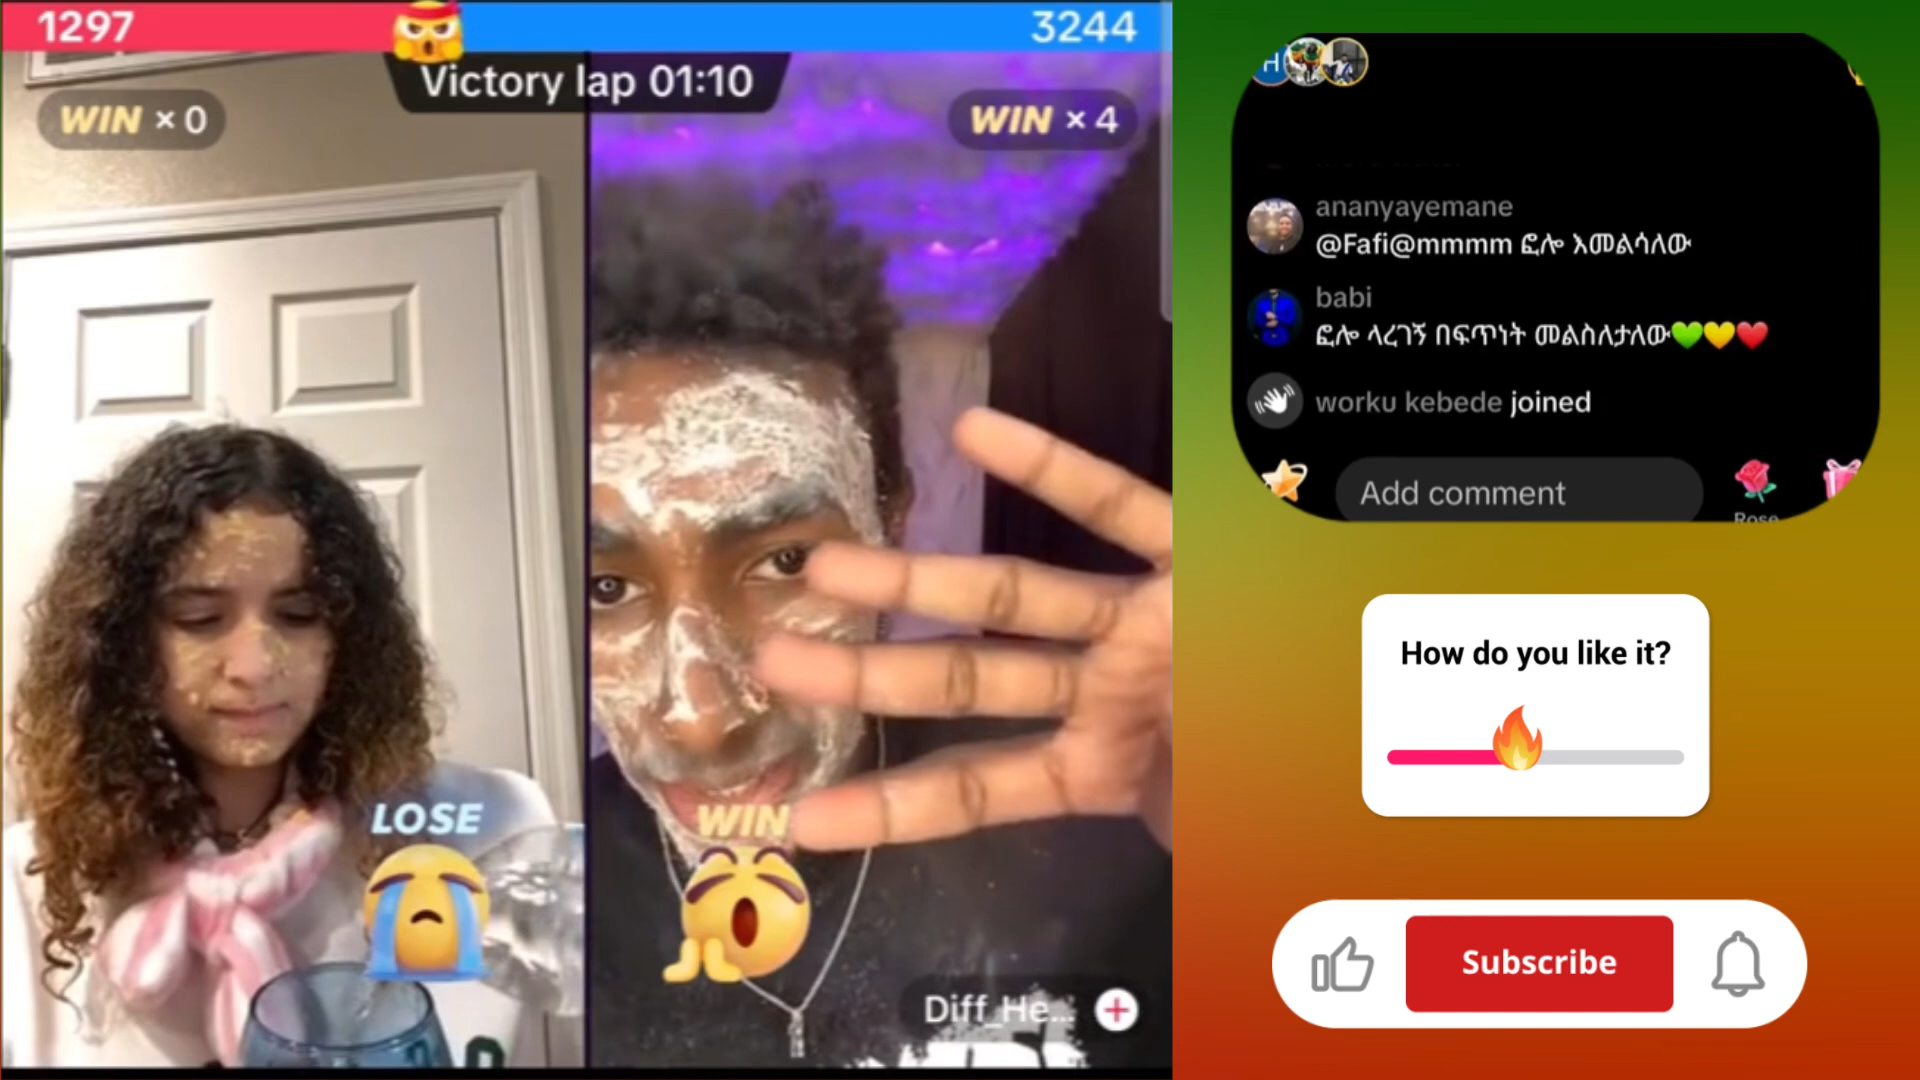 1297
3244
Victory lap 01:10
WIN × 0
WIN × 4
LOSE
WIN
Diff_He...
H
ananyayemane
@Fafi@mmmm ፎሎ እመልሳለው
babi
ፎሎ ላረገኝ በፍጥነት መልስለታለው💚💛❤️
worku kebede joined
Add comment
Rose
How do you like it?
Subscribe